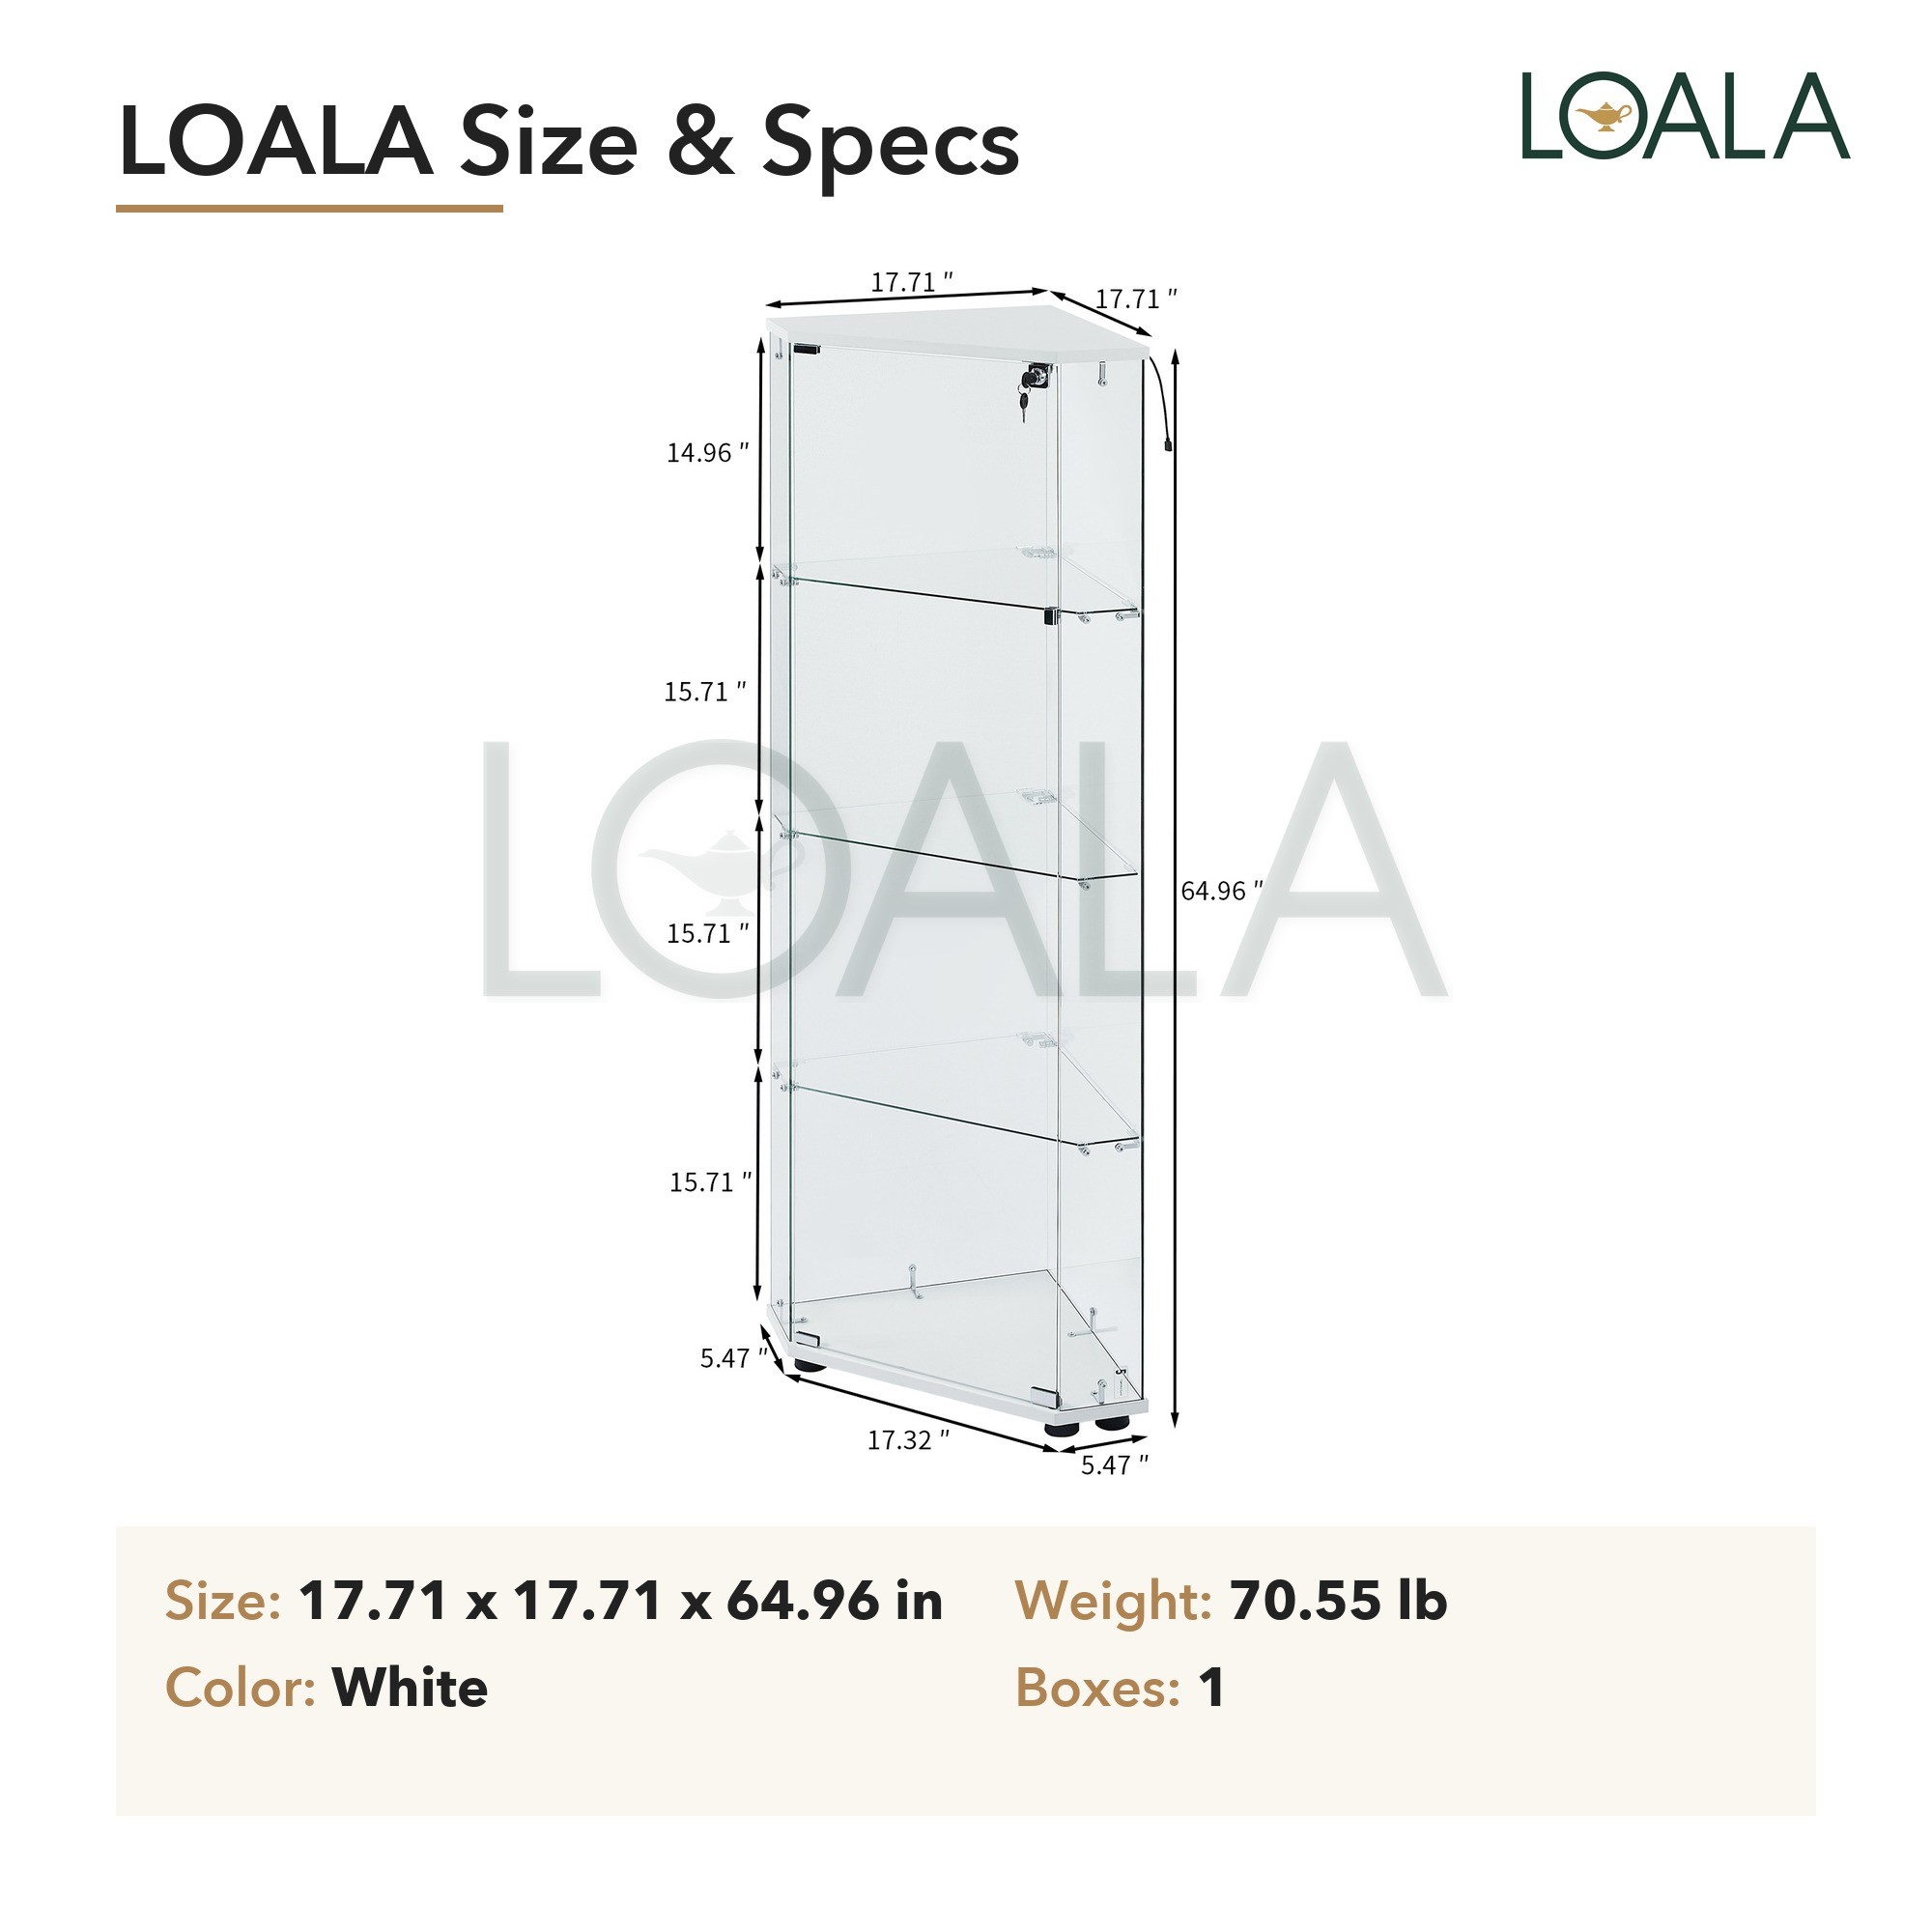 LOALA Size & Specs
LOALA
17.71 "
17.71 "
14.96 "
15.71 "
LOALA
64.96 "
15.71 "
15.71 "
5.47 "
17.32 "
5.47 "
Size: 17.71 x 17.71 x 64.96 in
Weight: 70.55 lb
Color: White
Boxes: 1